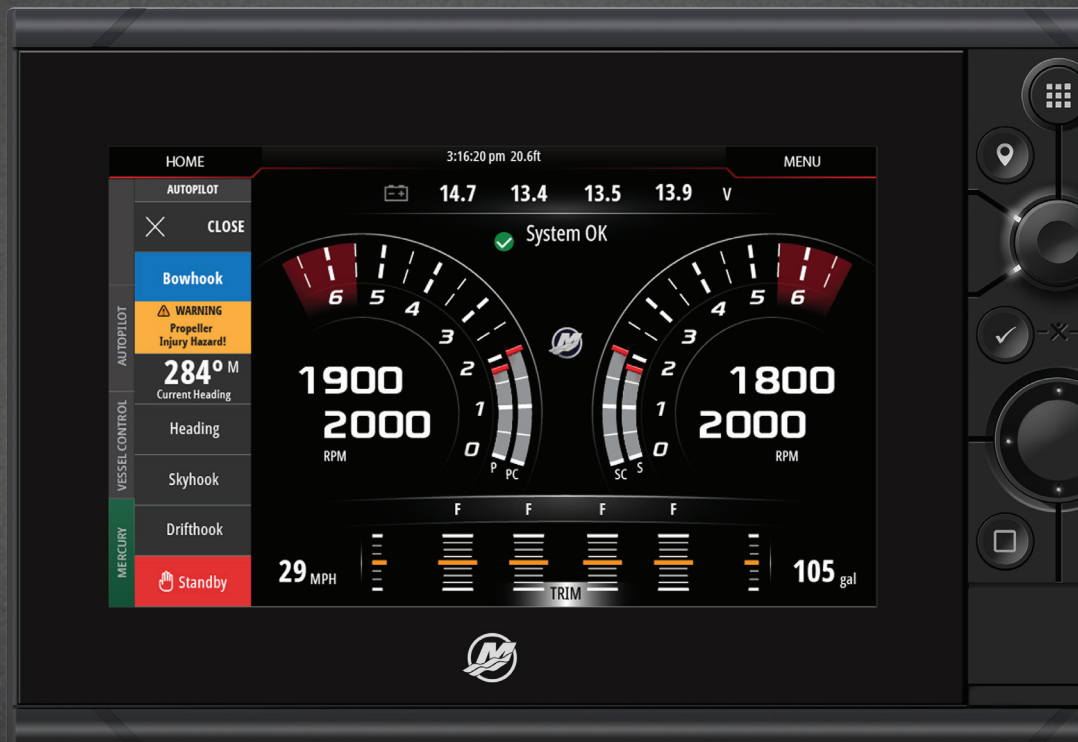 HOME
3:16:20 pm 20.6ft
MENU
AUTOPILOT
CLOSE
Bowhook
WARNING
Propeller
Injury Hazard!
284° M
Current Heading
Heading
Skyhook
Drifthook
Standby
AUTOPILOT
VESSEL CONTROL
MERCURY
14.7 13.4 13.5 13.9 V
System OK
6 5 4 3 2 1 0
1900
2000
RPM
P PC
6 5 4 3 2 1 0
1800
2000
RPM
SC S
F F F F
29 MPH
TRIM
105 gal